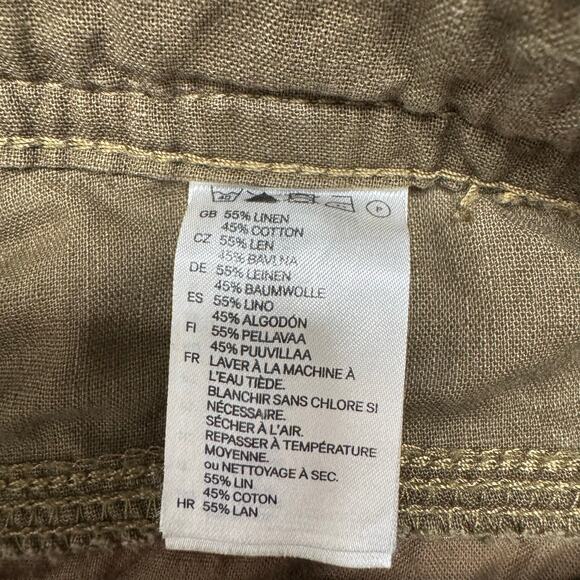 40 P
GB 55% LINEN
45% COTTON
CZ 55% LEN
45% BAVLNA
DE 55% LEINEN
45% BAUMWOLLE
ES 55% LINO
45% ALGODÓN
FI 55% PELLAVAA
45% PUUVILLAA
FR LAVER À LA MACHINE À
L'EAU TIÈDE.
BLANCHIR SANS CHLORE SI
NÉCESSAIRE.
SÉCHER À L'AIR.
REPASSER À TEMPÉRATURE
MOYENNE.
ou NETTOYAGE À SEC.
55% LIN
45% COTON
HR 55% LAN